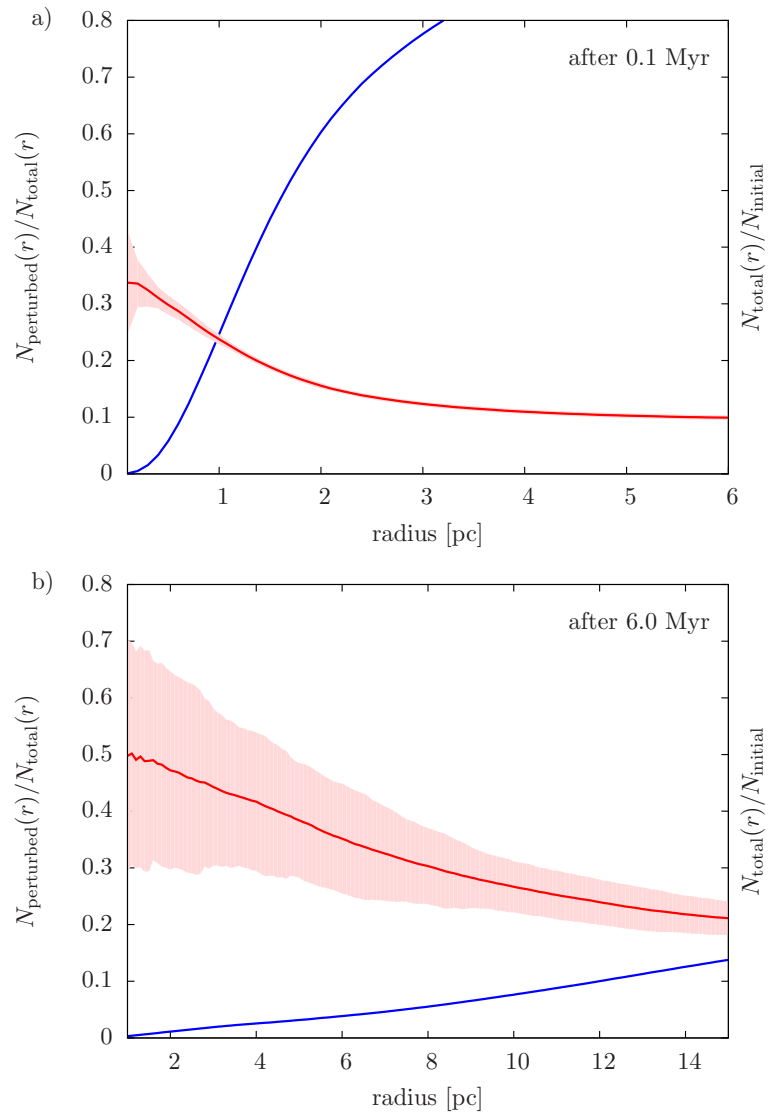 a)
after 0.1 Myr
N_perturbed(r)/N_total(r)
N_total(r)/N_initial
0.8
0.7
0.6
0.5
0.4
0.3
0.2
0.1
0
1 2 3 4 5 6
radius [pc]
b)
after 6.0 Myr
N_perturbed(r)/N_total(r)
N_total(r)/N_initial
0.8
0.7
0.6
0.5
0.4
0.3
0.2
0.1
0
2 4 6 8 10 12 14
radius [pc]